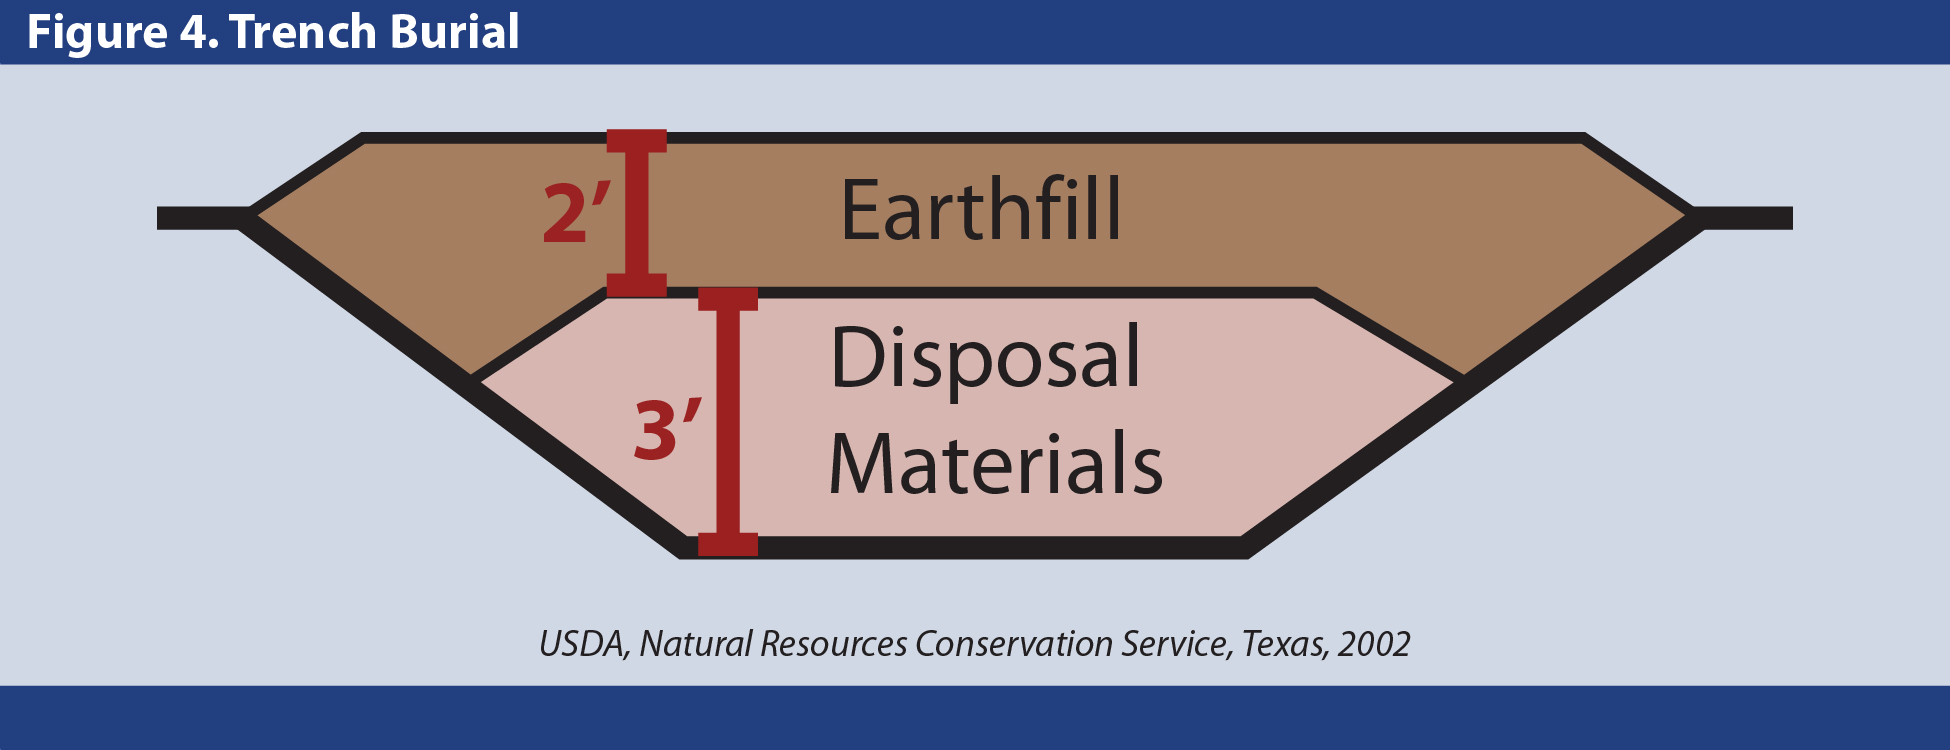 Figure 4. Trench Burial
2′
Earthfill
Disposal
3′
Materials
USDA, Natural Resources Conservation Service, Texas, 2002